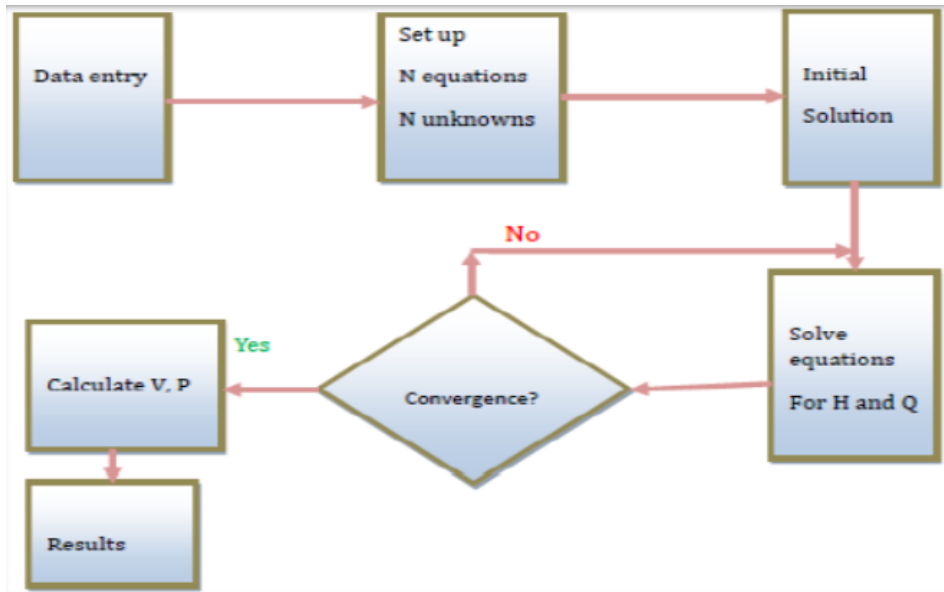 Data entry
Set up
N equations
N unknowns
Initial
Solution
No
Solve
equations
For H and Q
Convergence?
Yes
Calculate V, P
Results